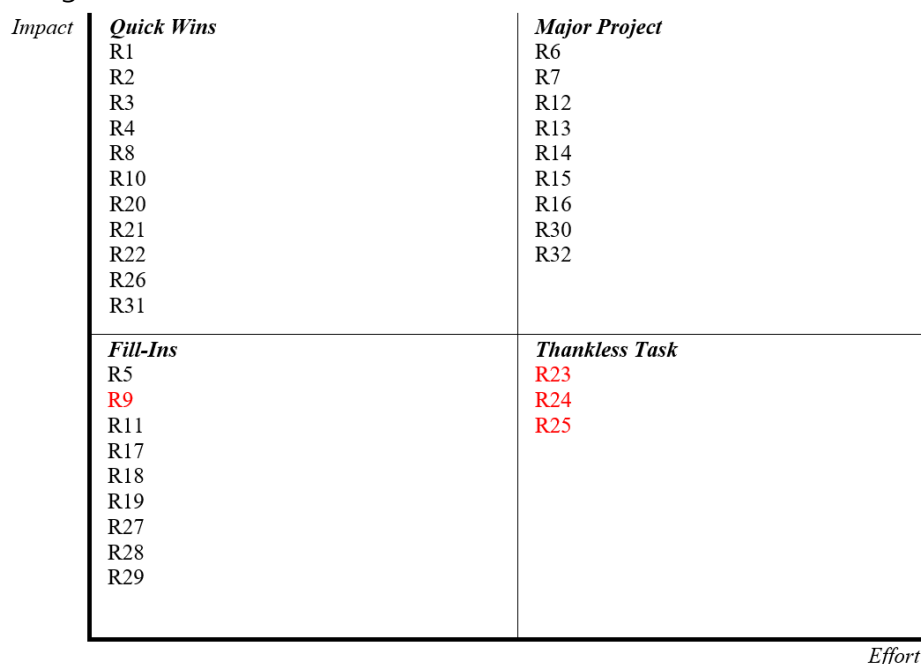 Impact
Quick Wins
R1
R2
R3
R4
R8
R10
R20
R21
R22
R26
R31
Major Project
R6
R7
R12
R13
R14
R15
R16
R30
R32
Fill-Ins
R5
R9
R11
R17
R18
R19
R27
R28
R29
Thankless Task
R23
R24
R25
Effort